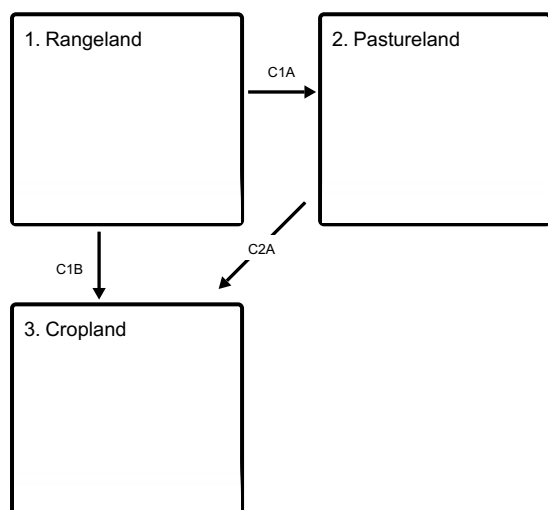 1. Rangeland
2. Pastureland
C1A
C1B
C2A
3. Cropland